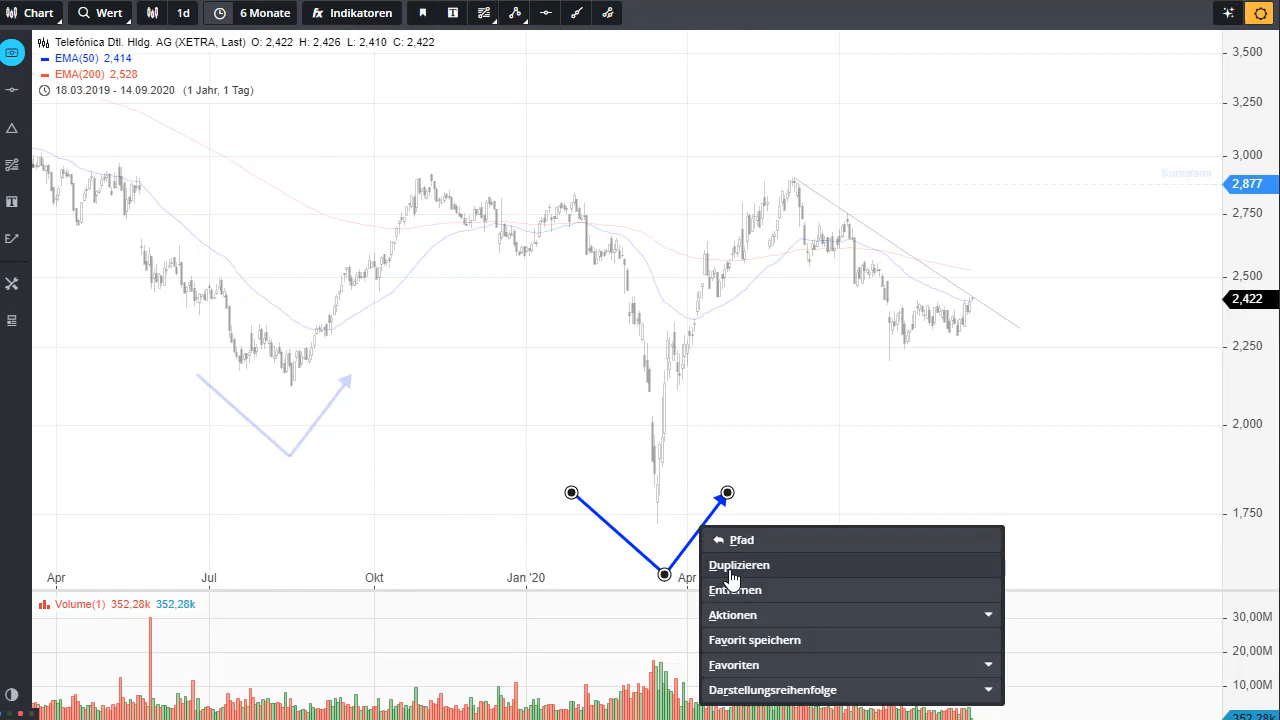 Chart Wert 1d 6 Monate fx Indikatoren
Telefónica Dtl. Hldg. AG (XETRA, Last) O: 2,422 H: 2,426 L: 2,410 C: 2,422
EMA(50) 2,414
EMA(200) 2,528
18.03.2019 - 14.09.2020 (1 Jahr, 1 Tag)
3,500
3,250
3,000
2,877
2,750
2,500
2,422
2,250
2,000
1,750
Pfad
Duplizieren
Entfernen
Aktionen
Favorit speichern
Favoriten
Darstellungsreihenfolge
Apr Jul Okt Jan '20 Apr
Volume(1) 352,28k 352,28k
30,00M
20,00M
10,00M
352,28k